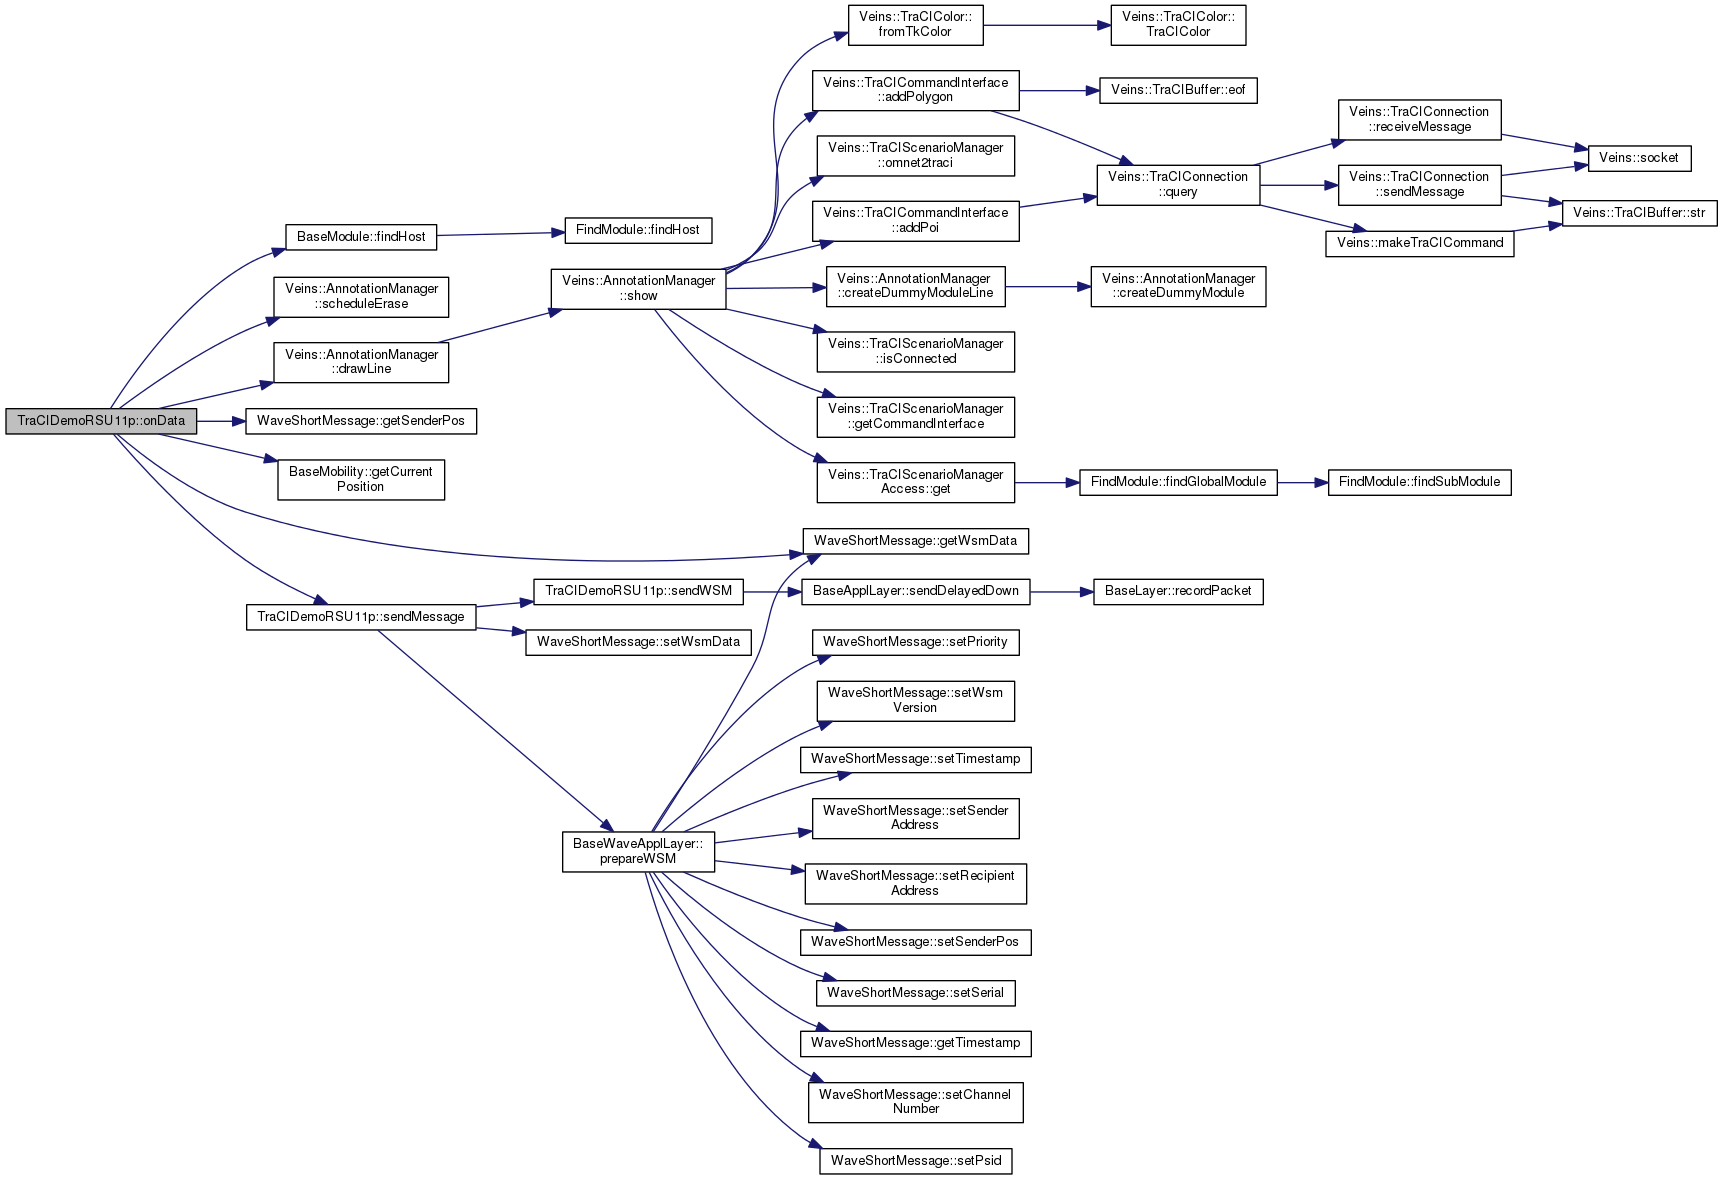 Veins::TraCIColor::
fromTkColor
Veins::TraCIColor::
TraCIColor
Veins::TraCICommandInterface
::addPolygon
Veins::TraCIBuffer::eof
Veins::TraCIConnection
::receiveMessage
Veins::TraCIScenarioManager
::omnet2traci
Veins::socket
Veins::TraCIConnection
::query
Veins::TraCIConnection
::sendMessage
Veins::TraCICommandInterface
::addPoi
Veins::TraCIBuffer::str
BaseModule::findHost
FindModule::findHost
Veins::makeTraCICommand
Veins::AnnotationManager
::scheduleErase
Veins::AnnotationManager
::show
Veins::AnnotationManager
::createDummyModuleLine
Veins::AnnotationManager
::createDummyModule
Veins::AnnotationManager
::drawLine
Veins::TraCIScenarioManager
::isConnected
TraCIDemoRSU11p::onData
WaveShortMessage::getSenderPos
Veins::TraCIScenarioManager
::getCommandInterface
BaseMobility::getCurrent
Position
Veins::TraCIScenarioManager
Access::get
FindModule::findGlobalModule
FindModule::findSubModule
WaveShortMessage::getWsmData
TraCIDemoRSU11p::sendWSM
BaseApplLayer::sendDelayedDown
BaseLayer::recordPacket
TraCIDemoRSU11p::sendMessage
WaveShortMessage::setWsmData
WaveShortMessage::setPriority
WaveShortMessage::setWsm
Version
WaveShortMessage::setTimestamp
WaveShortMessage::setSender
Address
BaseWaveApplLayer::
prepareWSM
WaveShortMessage::setRecipient
Address
WaveShortMessage::setSenderPos
WaveShortMessage::setSerial
WaveShortMessage::getTimestamp
WaveShortMessage::setChannel
Number
WaveShortMessage::setPsid